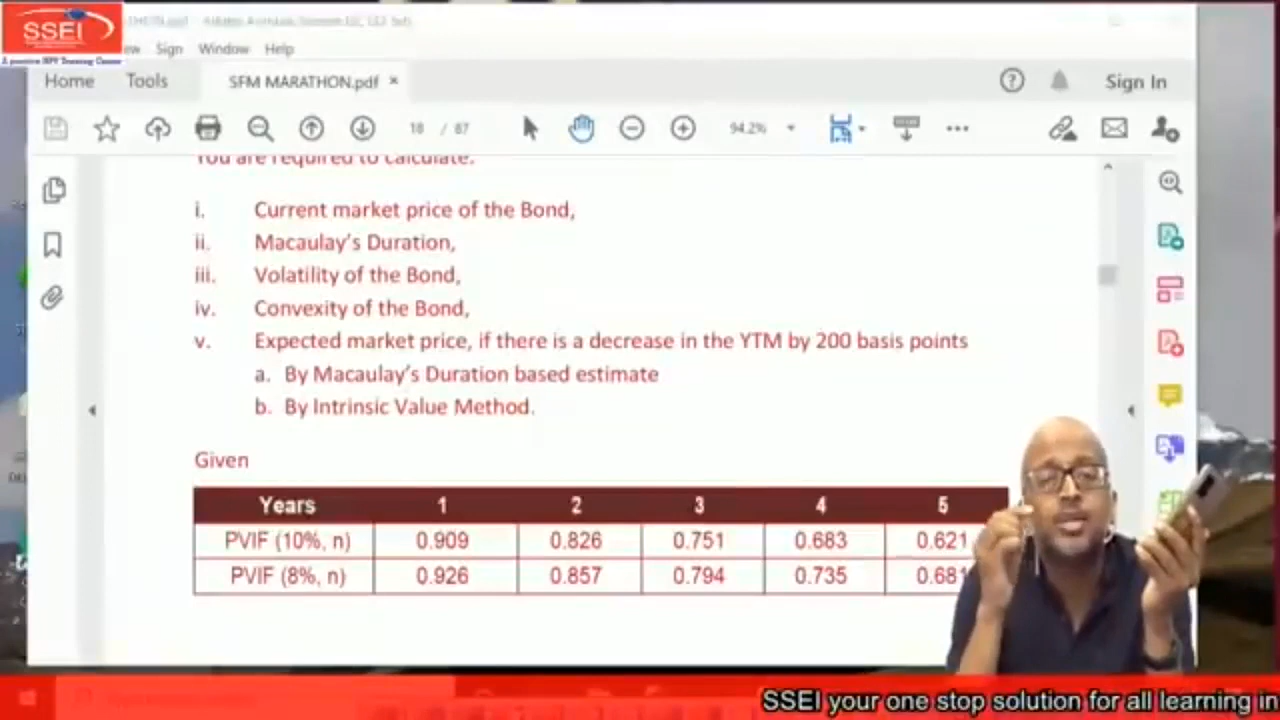 SSEI
Sign Window Help
Home Tools SFM MARATHON.pdf × Sign In
18 / 87 94.2%
You are required to calculate:
i. Current market price of the Bond,
ii. Macaulay's Duration,
iii. Volatility of the Bond,
iv. Convexity of the Bond,
v. Expected market price, if there is a decrease in the YTM by 200 basis points
a. By Macaulay's Duration based estimate
b. By Intrinsic Value Method.
Given
Years 1 2 3 4 5
PVIF (10%, n) 0.909 0.826 0.751 0.683 0.621
PVIF (8%, n) 0.926 0.857 0.794 0.735 0.681
SSEI your one stop solution for all learning in